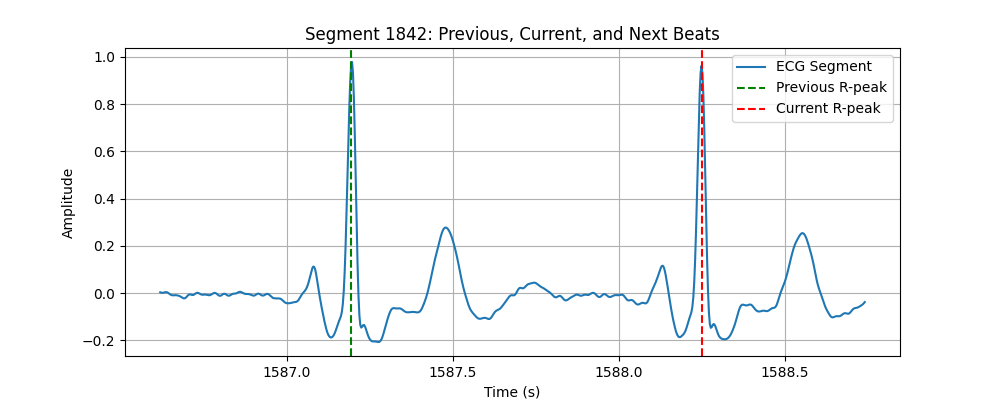 Segment 1842: Previous, Current, and Next Beats
ECG Segment
Previous R-peak
Current R-peak
1.0
0.8
0.6
0.4
0.2
0.0
−0.2
Amplitude
1587.0
1587.5
1588.0
1588.5
Time (s)